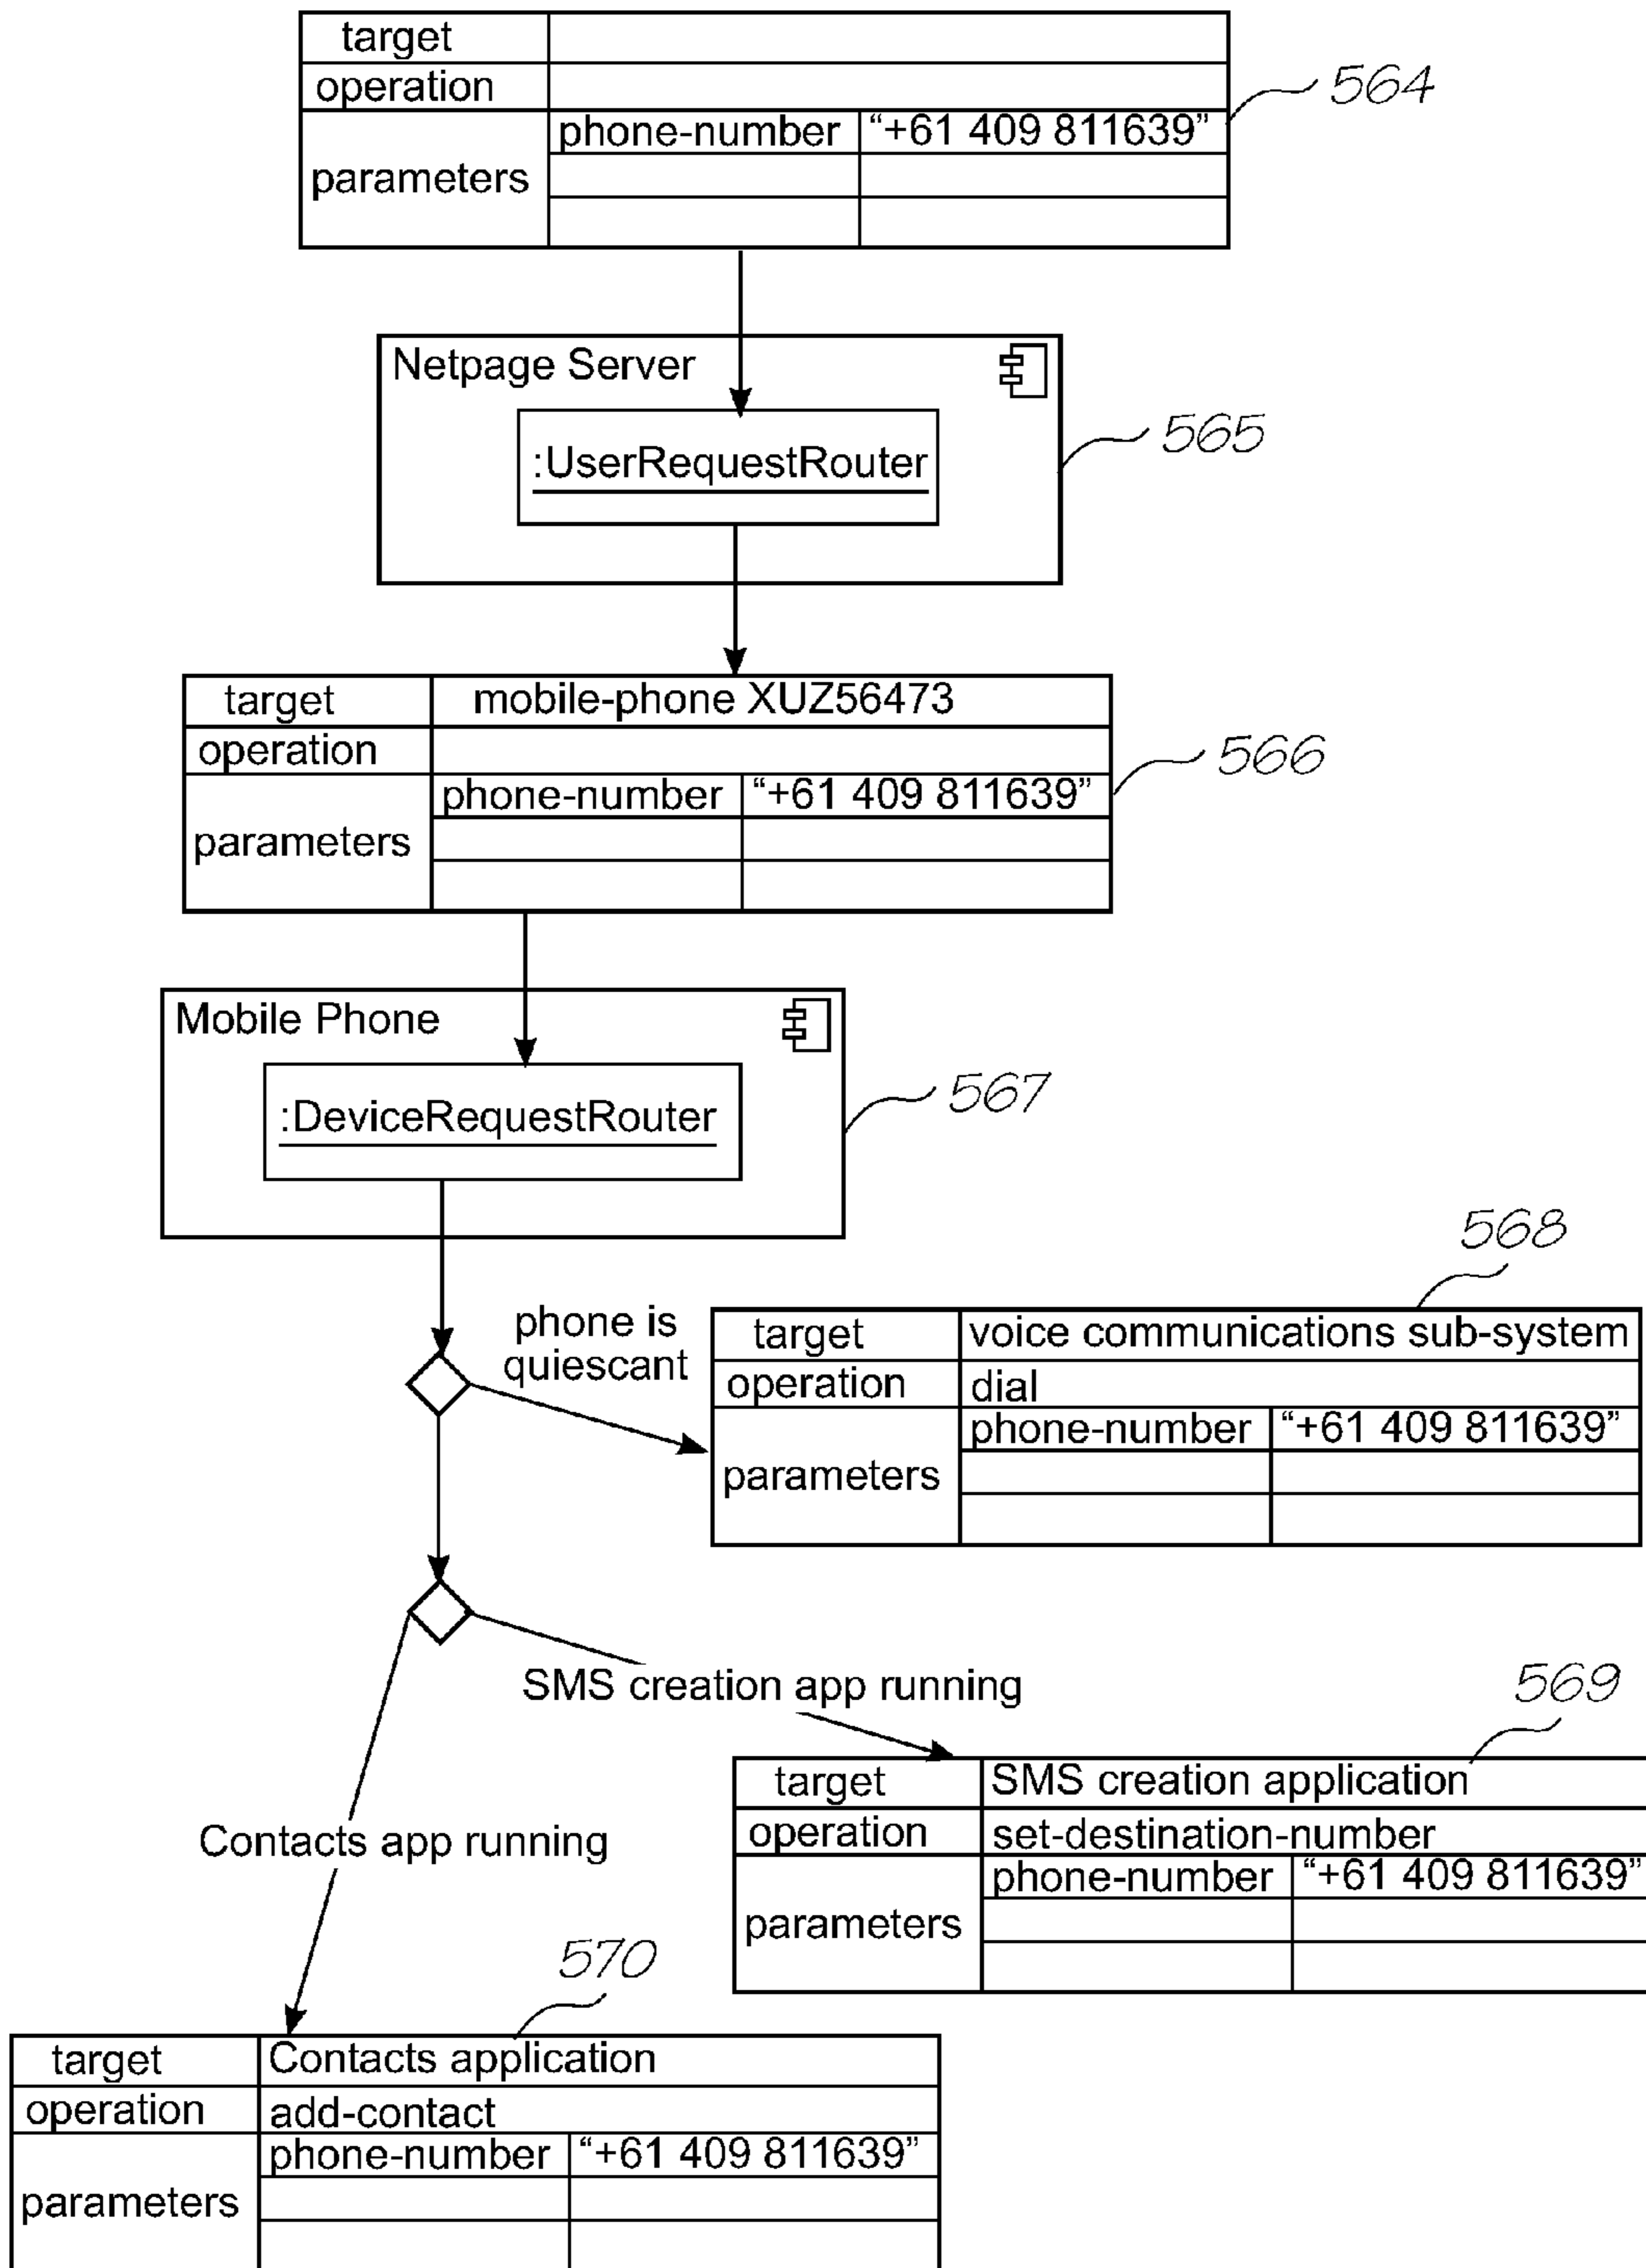 target
operation
phone-number “+61 409 811639”
parameters
564
Netpage Server
565
:UserRequestRouter
target mobile-phone XUZ56473
operation
566
phone-number “+61 409 811639”
parameters
Mobile Phone
567
:DeviceRequestRouter
568
phone is
quiescant
target voice communications sub-system
operation dial
phone-number “+61 409 811639”
parameters
SMS creation app running
569
target SMS creation application
operation set-destination-number
phone-number “+61 409 811639”
parameters
Contacts app running
570
target Contacts application
operation add-contact
phone-number “+61 409 811639”
parameters